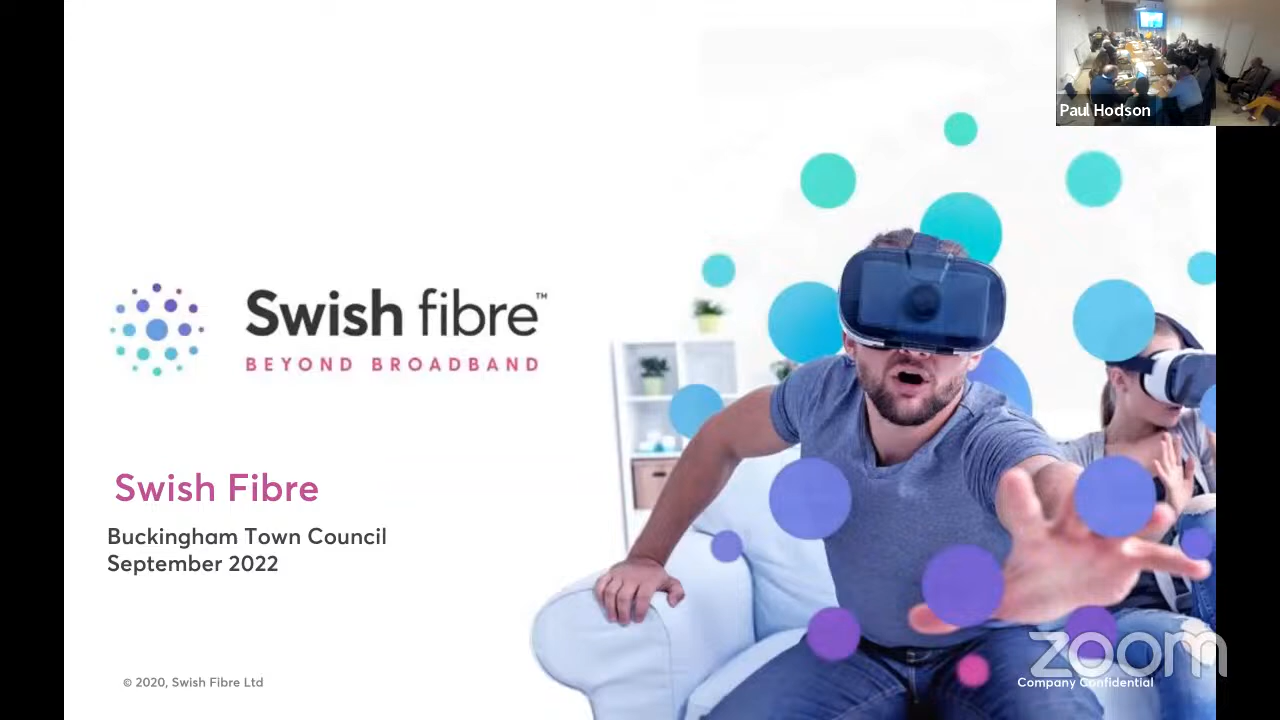 Paul Hodson
Swish fibre™
BEYOND BROADBAND
Swish Fibre
Buckingham Town Council
September 2022
© 2020, Swish Fibre Ltd
Company Confidential
zoom